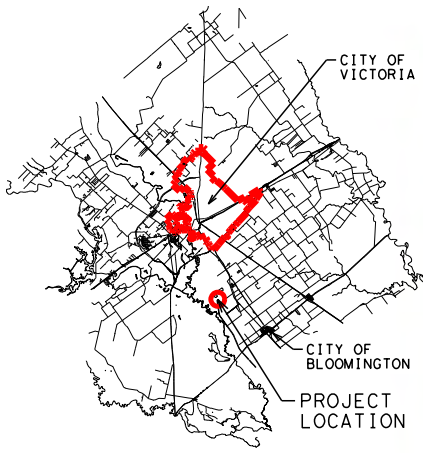 CITY OF
VICTORIA
CITY OF
BLOOMINGTON
PROJECT
LOCATION